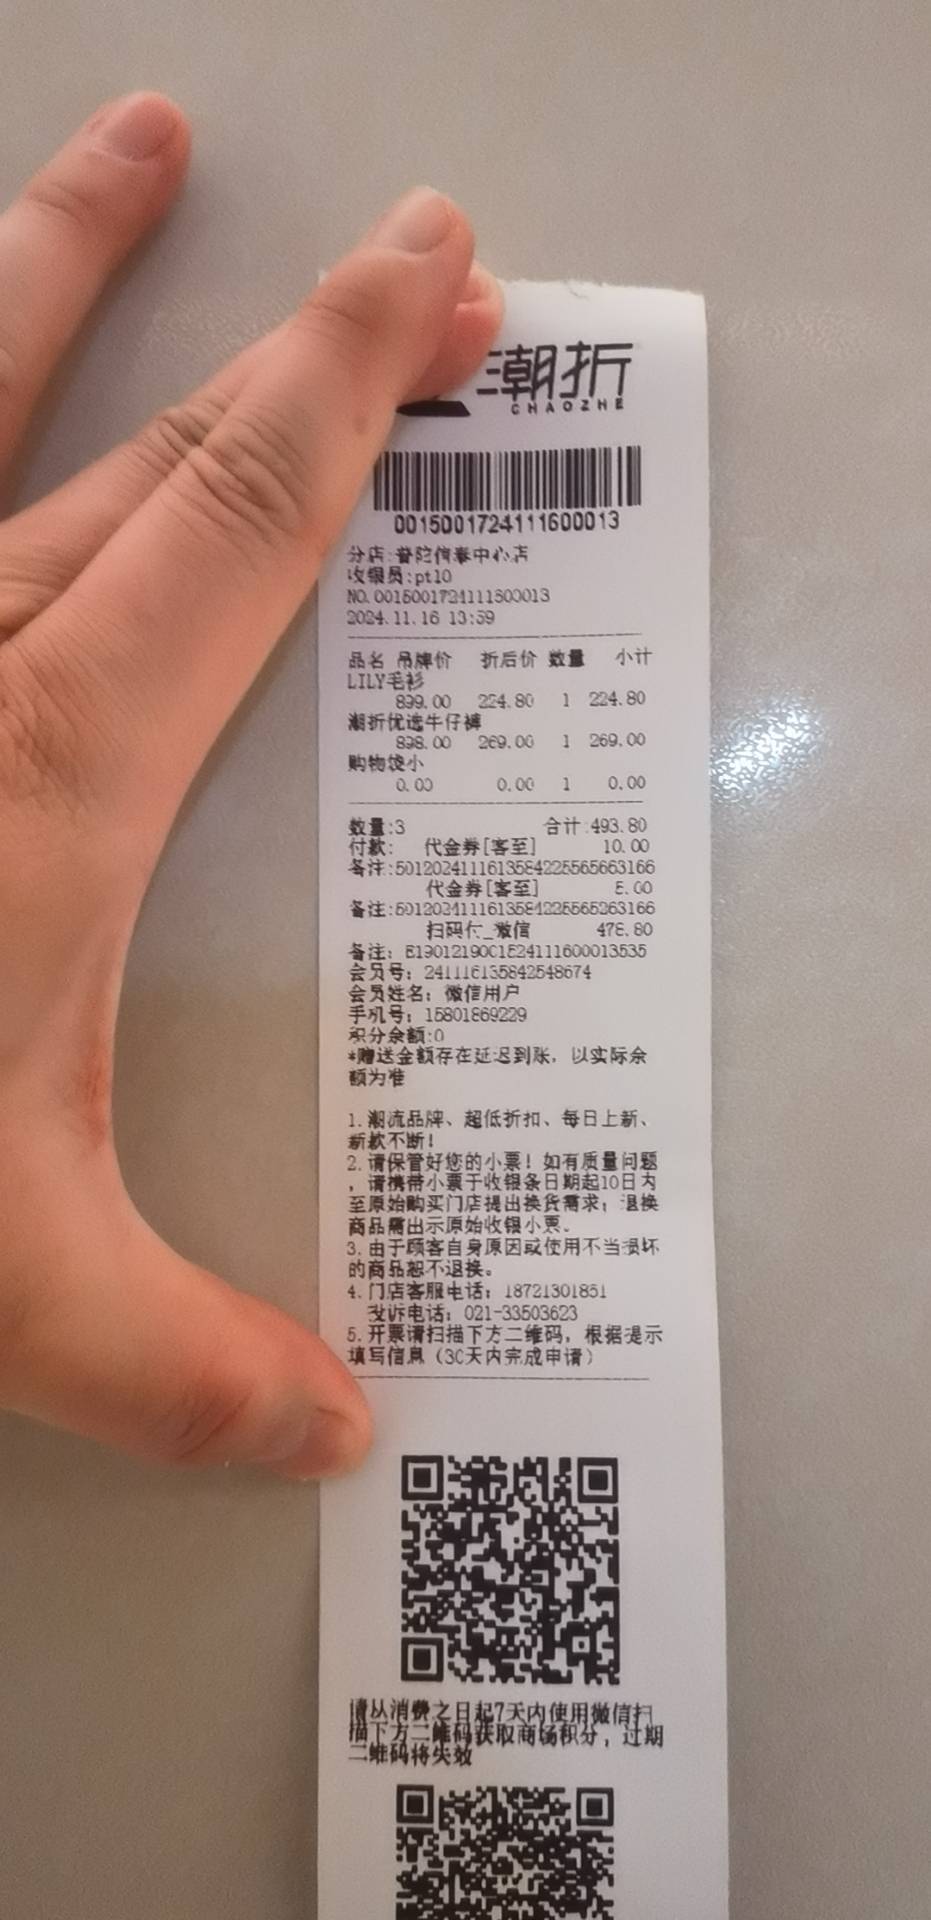 潮折
CHAOZHE
0015001724111600013
分店:普陀信泰中心店
收银员:pt10
NO.0015001724111600013
2024.11.16 13:59
品名 吊牌价 折后价 数量 小计
LILY毛衫
899.00 224.80 1 224.80
潮折优选牛仔裤
898.00 269.00 1 269.00
购物袋小
0.00 0.00 1 0.00
数量:3 合计:493.80
付款: 代金券[客至] 10.00
备注:5012024111613584225565663166
代金券[客至] 5.00
备注:5012024111613584225565263166
扫码付_微信 478.80
备注: E19012190C1E24111600013535
会员号: 241116135842548674
会员姓名: 微信用户
手机号: 15801869229
积分余额:0
*赠送金额存在延迟到账, 以实际余
额为准
1.潮流品牌、超低折扣、每日上新、
新款不断!
2.请保管好您的小票! 如有质量问题
, 请携带小票于收银条日期起10日内
至原始购买门店提出换货需求; 退换
商品需出示原始收银小票。
3.由于顾客自身原因或使用不当损坏
的商品恕不退换。
4.门店客服电话: 18721301851
投诉电话: 021-33503623
5.开票请扫描下方二维码, 根据提示
填写信息 (30天内完成申请)
请从消费之日起7天内使用微信扫
描下方二维码获取商场积分, 过期
二维码将失效